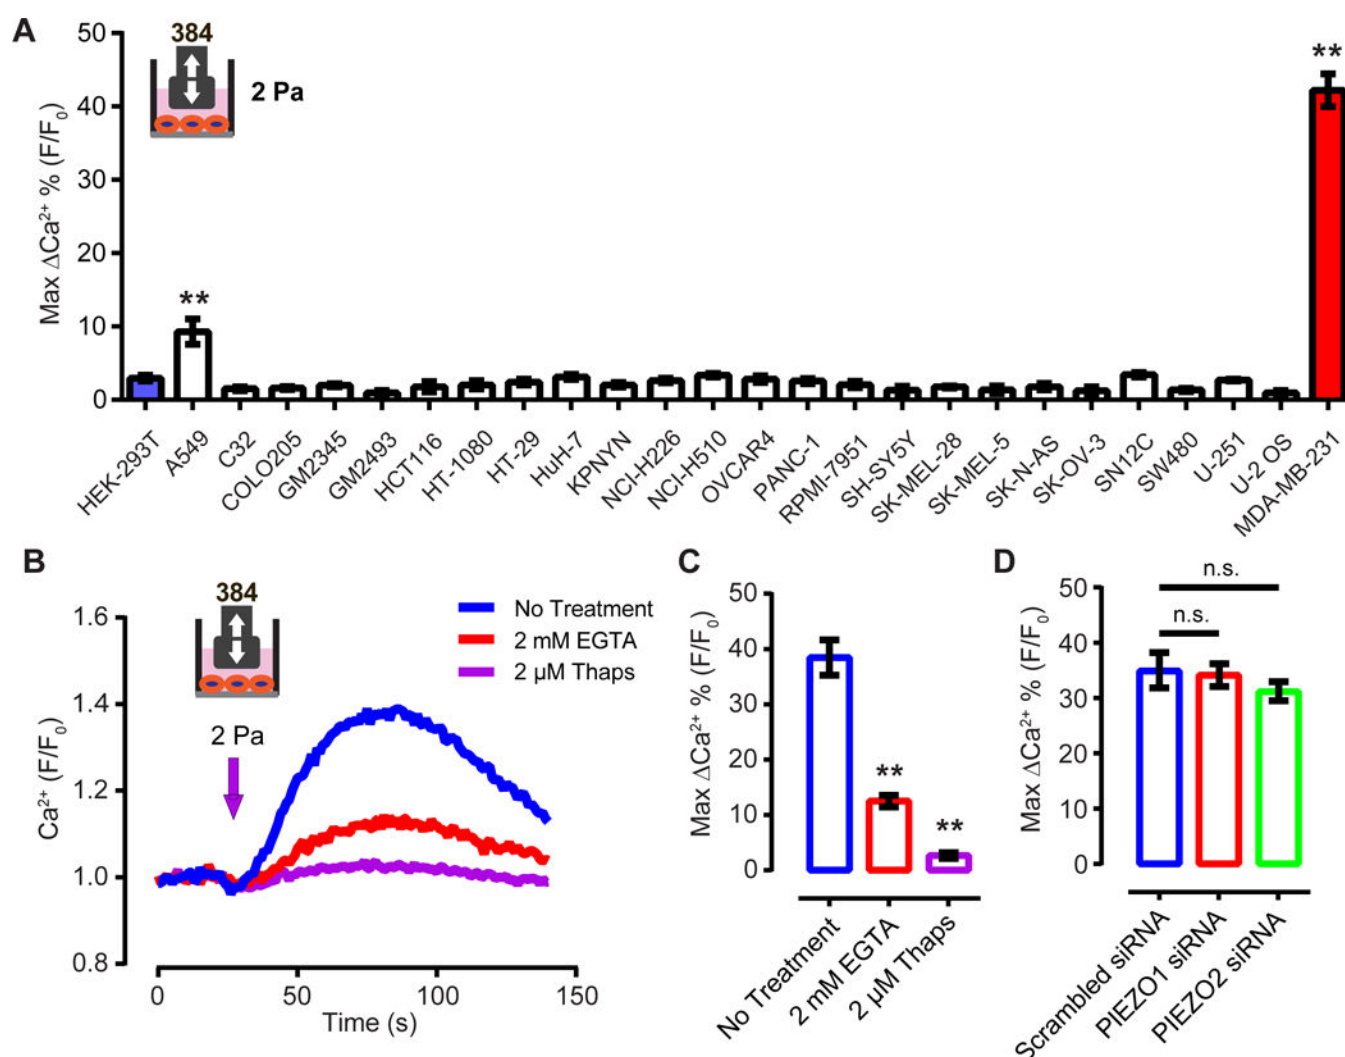 A
384
2 Pa
Max ΔCa²⁺ % (F/F₀)
50
40
30
20
10
0
**
**
HEK-293T
A549
C32
COLO205
GM2345
GM2493
HCT116
HT-1080
HT-29
HuH-7
KPNYN
NCI-H226
NCI-H510
OVCAR4
PANC-1
RPMI-7951
SH-SY5Y
SK-MEL-28
SK-MEL-5
SK-N-AS
SK-OV-3
SN12C
SW480
U-251
U-2 OS
MDA-MB-231
B
384
2 Pa
No Treatment
2 mM EGTA
2 µM Thaps
Ca²⁺ (F/F₀)
1.6
1.4
1.2
1.0
0.8
0
50
100
150
Time (s)
C
Max ΔCa²⁺ % (F/F₀)
50
40
30
20
10
0
**
**
No Treatment
2 mM EGTA
2 µM Thaps
D
Max ΔCa²⁺ % (F/F₀)
50
40
30
20
10
0
n.s.
n.s.
Scrambled siRNA
PIEZO1 siRNA
PIEZO2 siRNA